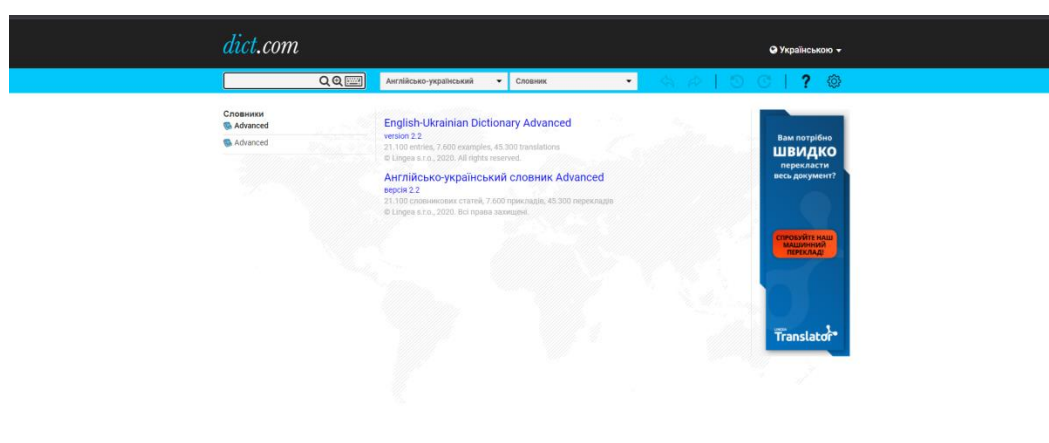 dict.com
Українською
Англійсько-український
Словник
?
Словники
Advanced
Advanced
English-Ukrainian Dictionary Advanced
version 2.2
21.100 entries, 7.600 examples, 45.300 translations
© Lingea s.r.o., 2020. All rights reserved.
Англійсько-український словник Advanced
версія 2.2
21.100 словникових статей, 7.600 прикладів, 45.300 перекладів
© Lingea s.r.o., 2020. Всі права захищені.
Вам потрібно
ШВИДКО
перекласти
весь документ?
СПРОБУЙТЕ НАШ
МАШИННИЙ
ПЕРЕКЛАД!
Translator